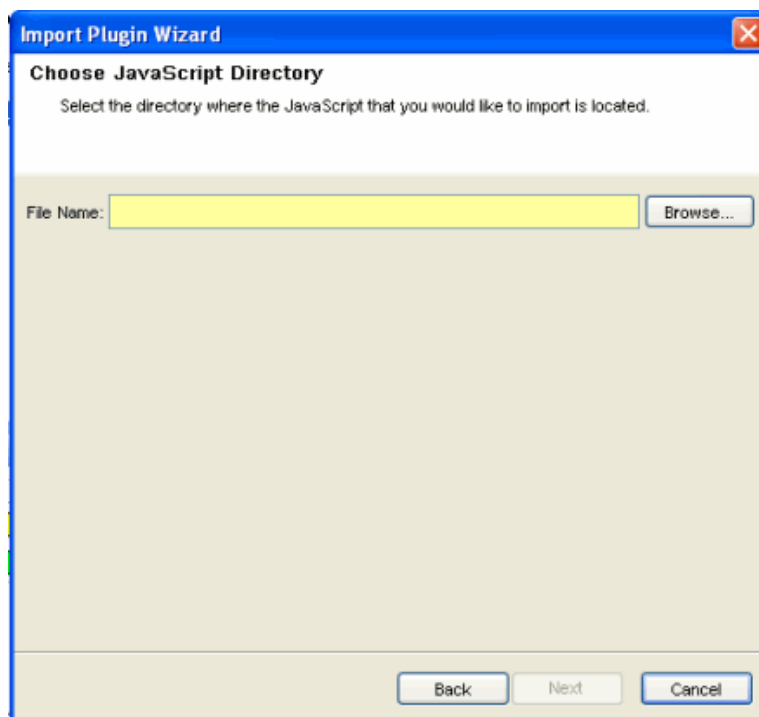 Import Plugin Wizard
Choose JavaScript Directory
Select the directory where the JavaScript that you would like to import is located.
File Name:
Browse...
Back
Next
Cancel